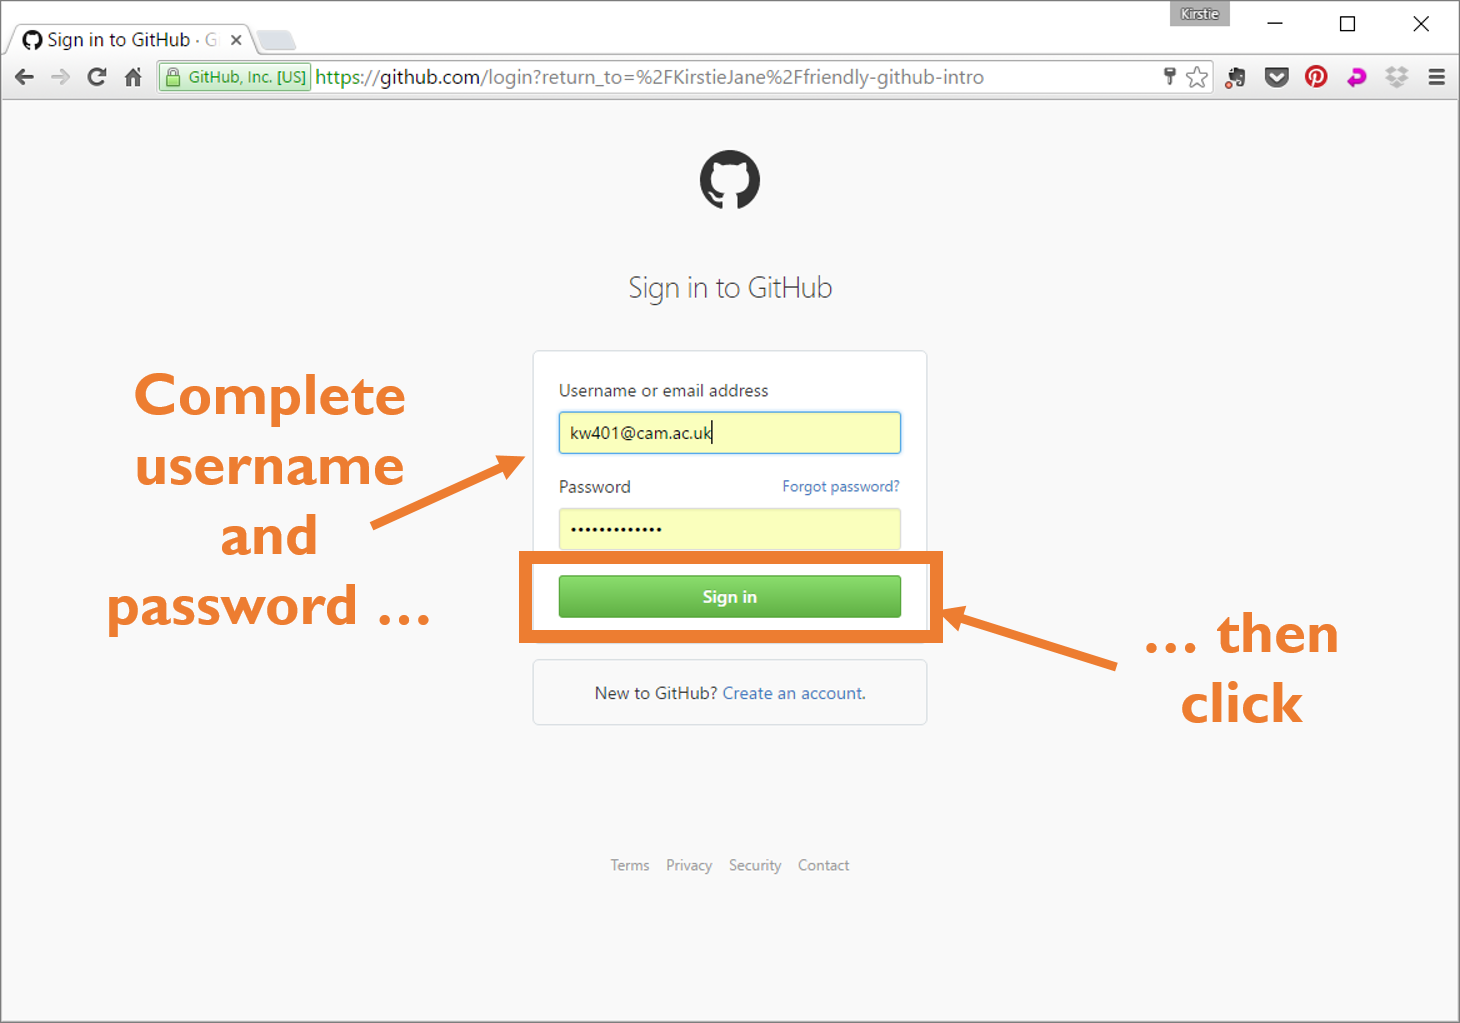 Kirstie
Sign in to GitHub · Gi
GitHub, Inc. [US] https://github.com/login?return_to=%2FKirstieJane%2Ffriendly-github-intro
Sign in to GitHub
Username or email address
kw401@cam.ac.uk
Password Forgot password?
•••••••••••••
Sign in
New to GitHub? Create an account.
Complete
username
and
password ...
... then
click
Terms Privacy Security Contact